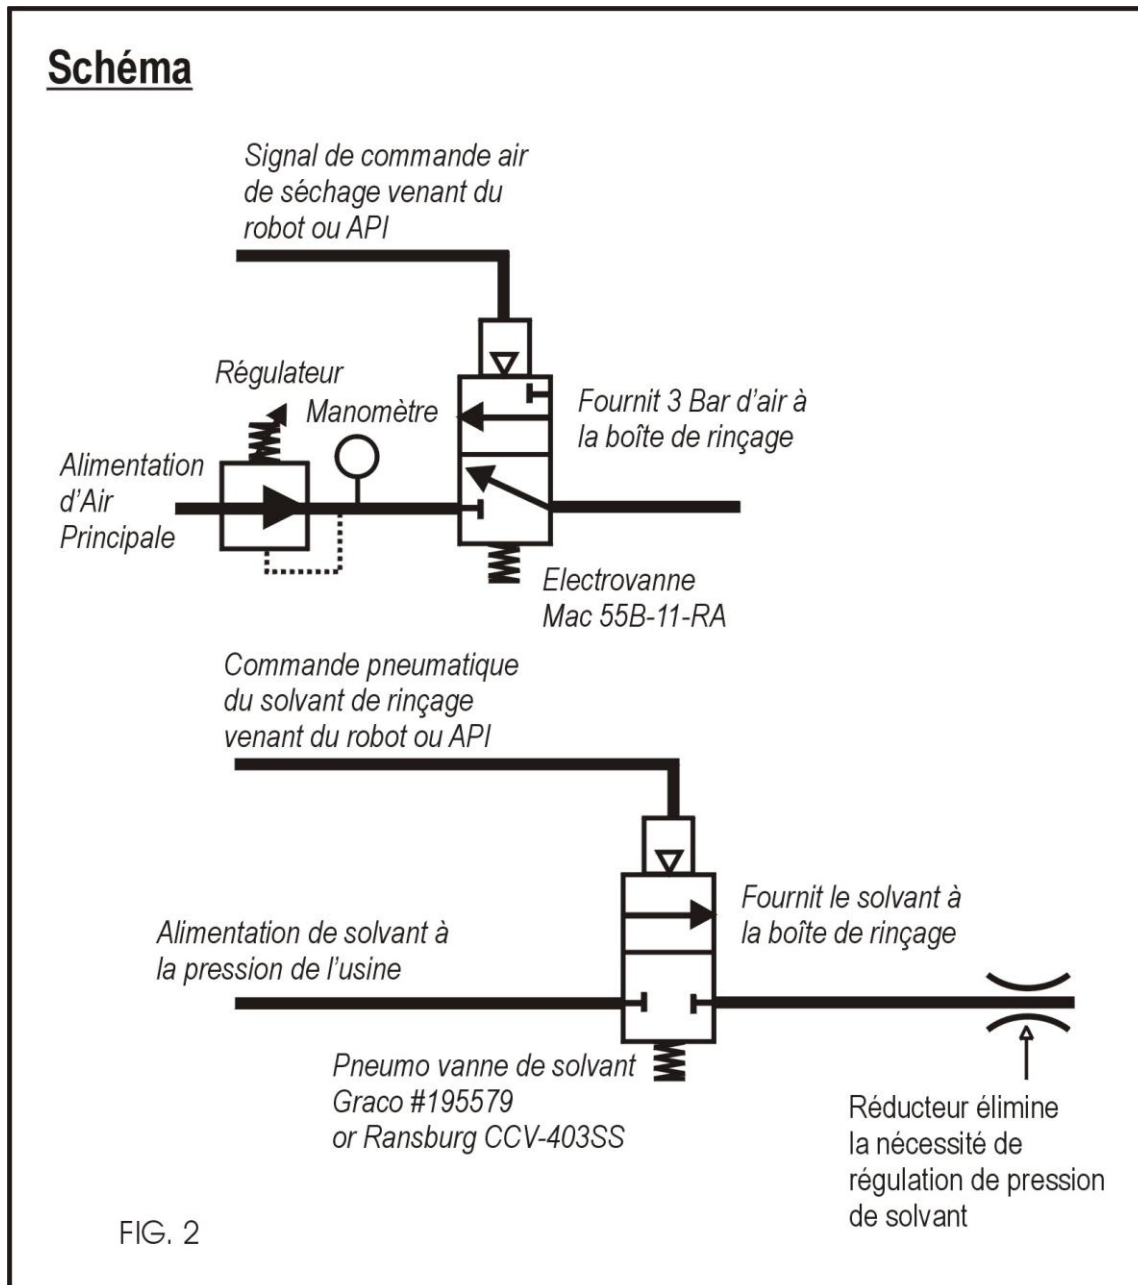 Schéma
Signal de commande air
de séchage venant du
robot ou API
Régulateur
Manomètre
Fournit 3 Bar d'air à
la boîte de rinçage
Alimentation
d'Air
Principale
Electrovanne
Mac 55B-11-RA
Commande pneumatique
du solvant de rinçage
venant du robot ou API
Fournit le solvant à
la boîte de rinçage
Alimentation de solvant à
la pression de l'usine
Pneumo vanne de solvant
Graco #195579
or Ransburg CCV-403SS
Réducteur élimine
la nécessité de
régulation de pression
de solvant
FIG. 2